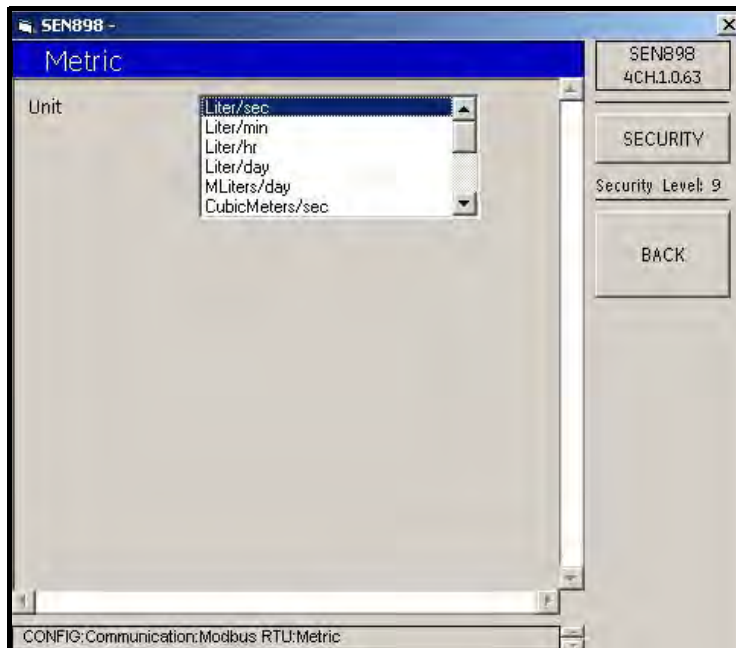 SEN898 -
Metric
Unit
Liter/sec
Liter/min
Liter/hr
Liter/day
MLiters/day
CubicMeters/sec
SEN898
4CH.1.0.63
SECURITY
Security Level: 9
BACK
CONFIG:Communication:Modbus RTU:Metric